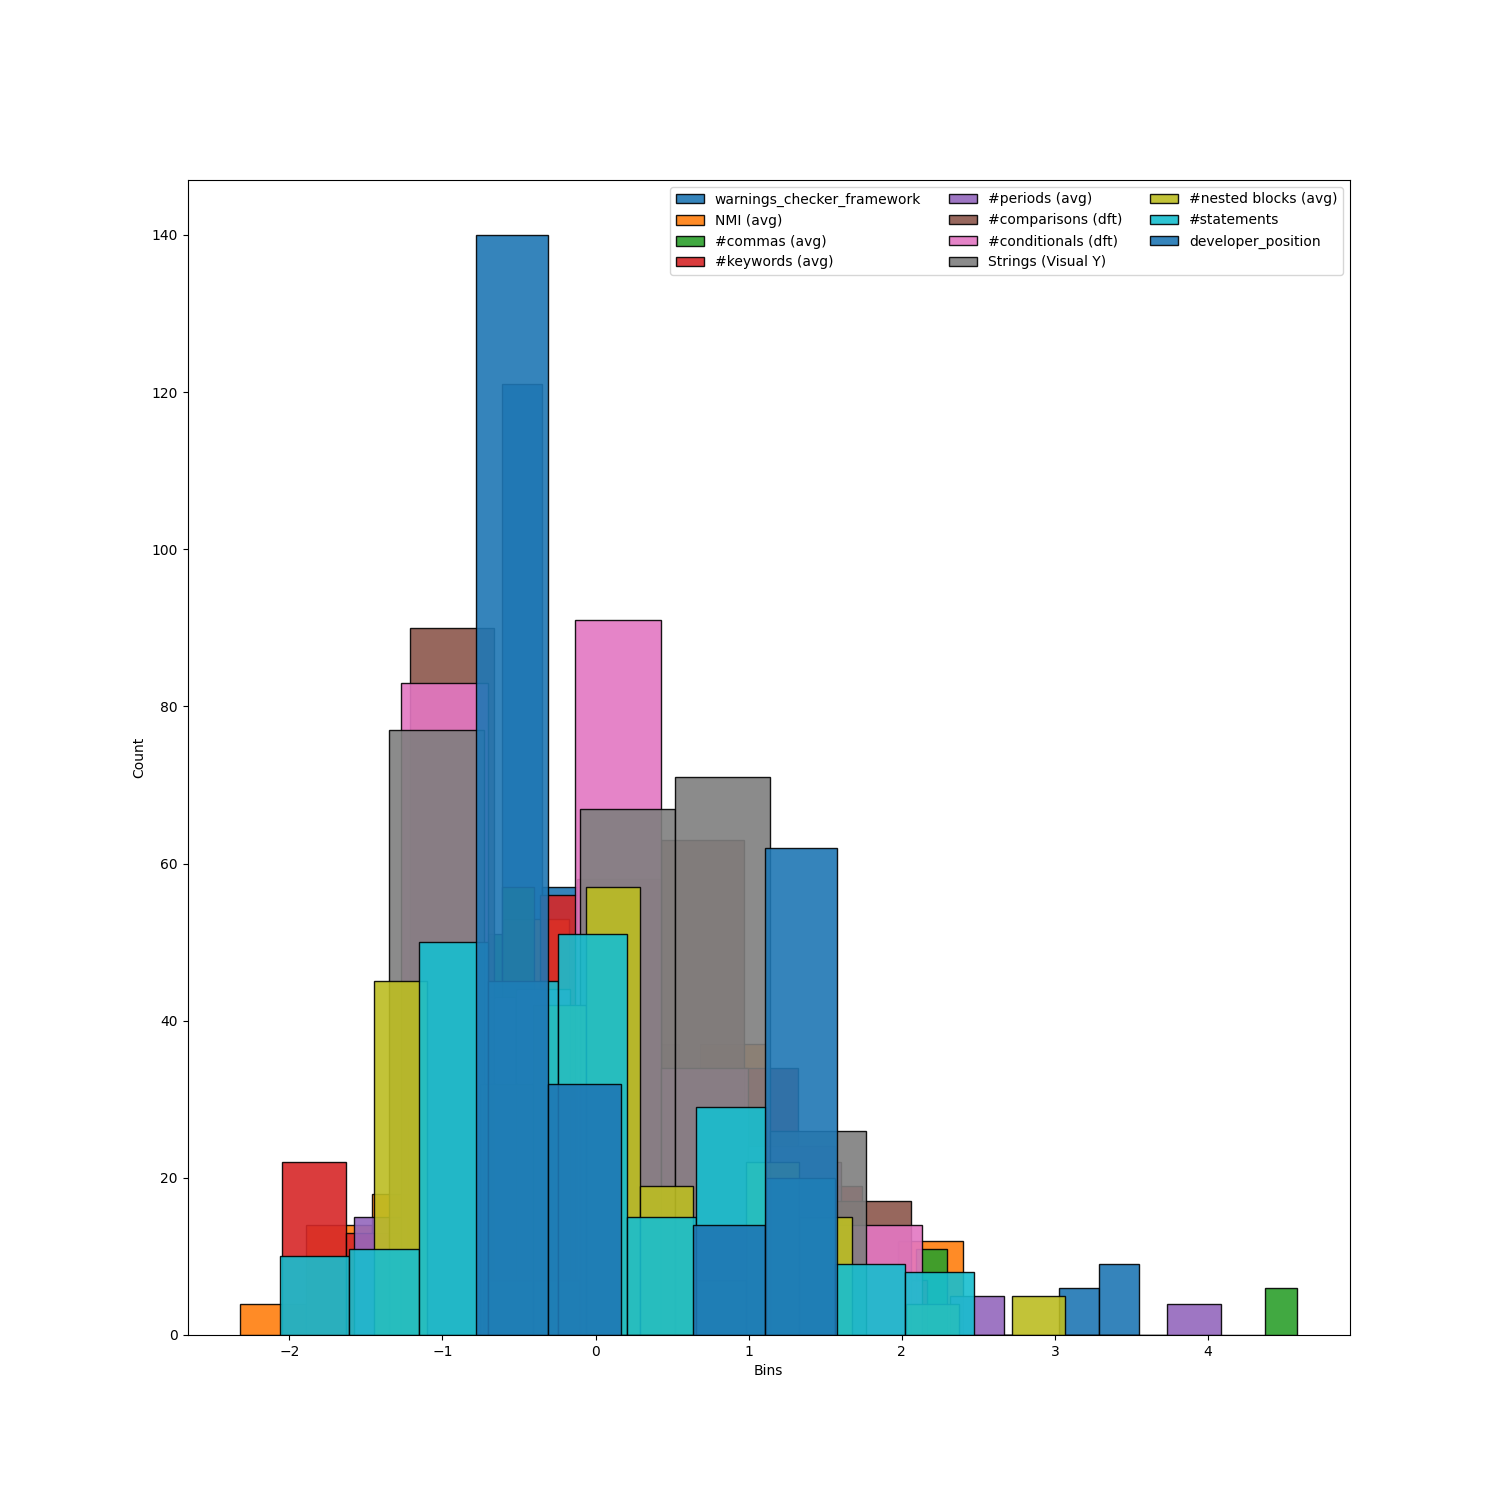 warnings_checker_framework
NMI (avg)
#commas (avg)
#keywords (avg)
#periods (avg)
#comparisons (dft)
#conditionals (dft)
Strings (Visual Y)
#nested blocks (avg)
#statements
developer_position
140
120
100
80
60
40
20
0
Count
−2 −1 0 1 2 3 4
Bins